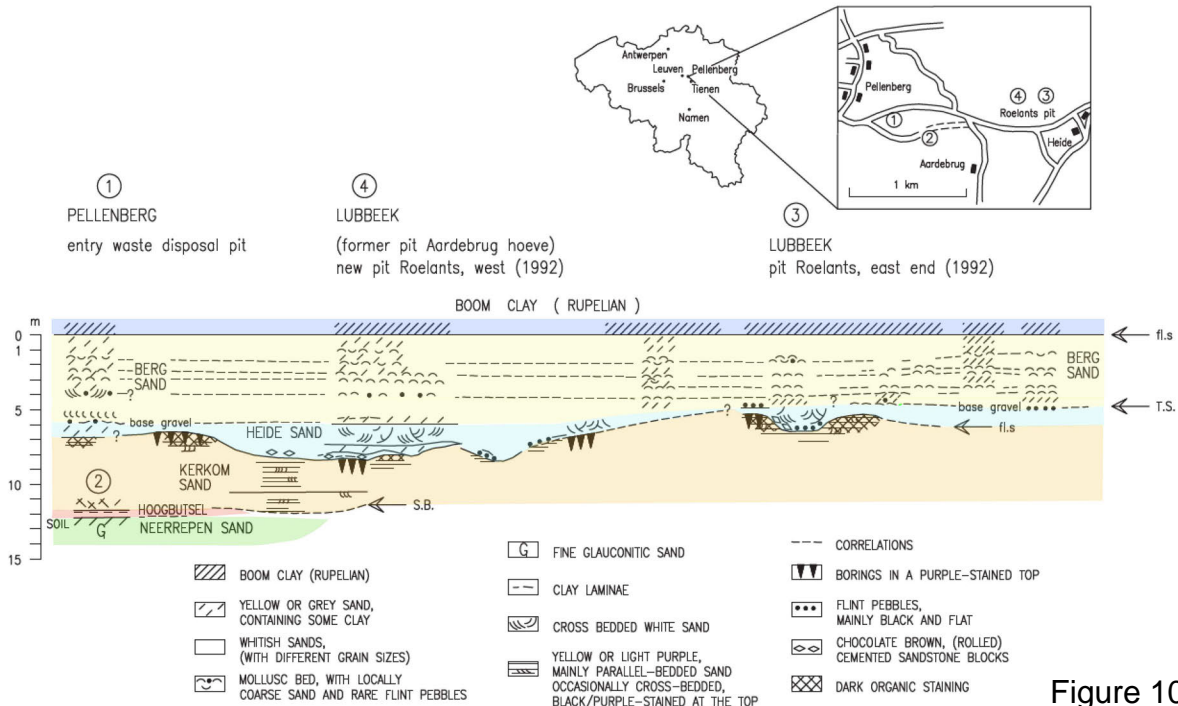 Antwerpen
Leuven
Pellenberg
Brussels
Tienen
Namen
Pellenberg
④ ③
Roelants pit
①
②
Heide
Aardebrug
1 km
①
PELLENBERG
entry waste disposal pit
④
LUBBEEK
(former pit Aardebrug hoeve)
new pit Roelants, west (1992)
③
LUBBEEK
pit Roelants, east end (1992)
BOOM CLAY ( RUPELIAN )
m
0
1
5
10
15
fl.s
BERG
SAND
?
BERG
SAND
?
?
?
base gravel
base gravel
T.S.
?
HEIDE SAND
fl.s
KERKOM
SAND
②
S.B.
HOOGBUTSEL
SOIL
G
NEERREPEN SAND
BOOM CLAY (RUPELIAN)
YELLOW OR GREY SAND,
CONTAINING SOME CLAY
WHITISH SANDS,
(WITH DIFFERENT GRAIN SIZES)
MOLLUSC BED, WITH LOCALLY
COARSE SAND AND RARE FLINT PEBBLES
G FINE GLAUCONITIC SAND
CLAY LAMINAE
CROSS BEDDED WHITE SAND
YELLOW OR LIGHT PURPLE,
MAINLY PARALLEL-BEDDED SAND
OCCASIONALLY CROSS-BEDDED,
BLACK/PURPLE-STAINED AT THE TOP
CORRELATIONS
BORINGS IN A PURPLE-STAINED TOP
FLINT PEBBLES,
MAINLY BLACK AND FLAT
CHOCOLATE BROWN, (ROLLED)
CEMENTED SANDSTONE BLOCKS
DARK ORGANIC STAINING
Figure 10